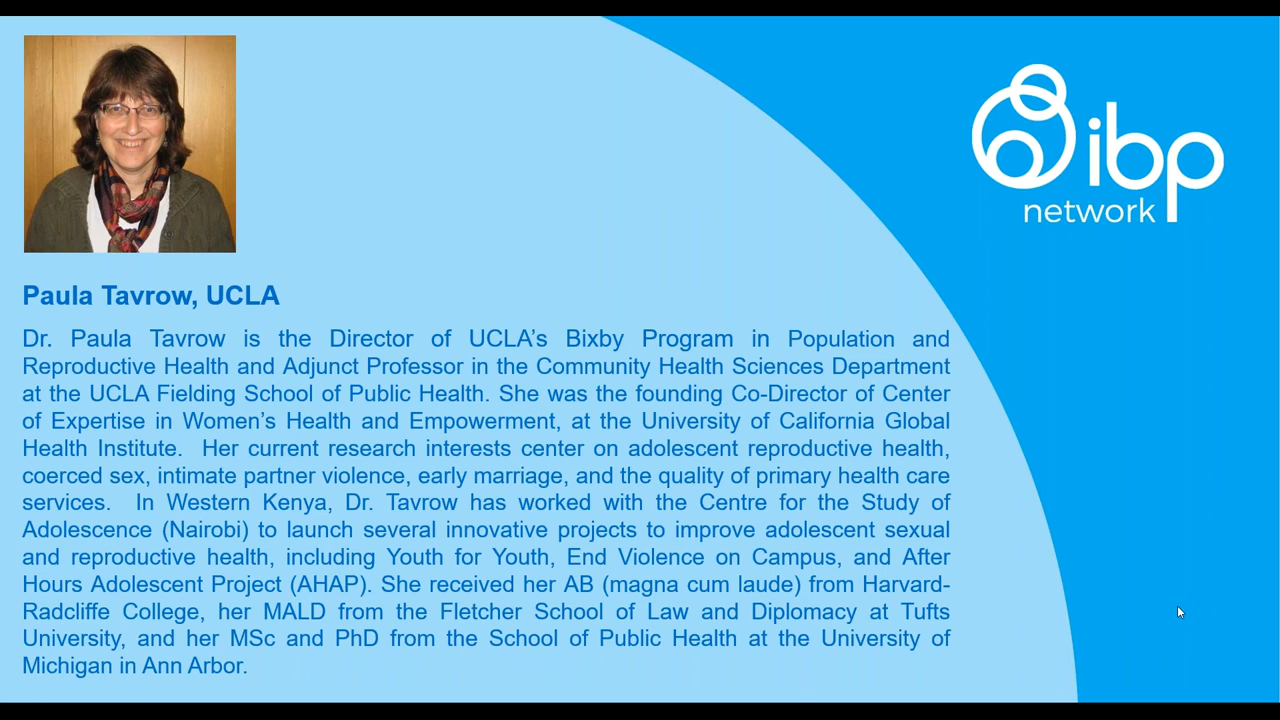 ibp
network
Paula Tavrow, UCLA
Dr. Paula Tavrow is the Director of UCLA’s Bixby Program in Population and
Reproductive Health and Adjunct Professor in the Community Health Sciences Department
at the UCLA Fielding School of Public Health. She was the founding Co-Director of Center
of Expertise in Women’s Health and Empowerment, at the University of California Global
Health Institute.  Her current research interests center on adolescent reproductive health,
coerced sex, intimate partner violence, early marriage, and the quality of primary health care
services.  In Western Kenya, Dr. Tavrow has worked with the Centre for the Study of
Adolescence (Nairobi) to launch several innovative projects to improve adolescent sexual
and reproductive health, including Youth for Youth, End Violence on Campus, and After
Hours Adolescent Project (AHAP). She received her AB (magna cum laude) from Harvard-
Radcliffe College, her MALD from the Fletcher School of Law and Diplomacy at Tufts
University, and her MSc and PhD from the School of Public Health at the University of
Michigan in Ann Arbor.